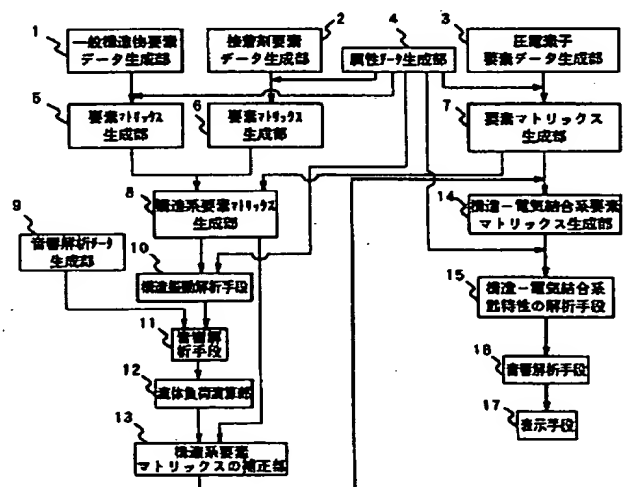 1
一般構造物要素
データ生成部
2
接着剤要素
データ生成部
4
属性データ生成部
3
圧電素子
要素データ生成部
5
要素マトリックス
生成部
6
要素マトリックス
生成部
7
要素マトリックス
生成部
8
構造系要素マトリックス
生成部
14
構造－電気結合系要素
マトリックス生成部
9
音響解析データ
生成部
10
構造振動解析手段
15
構造－電気結合系
動特性の解析手段
11
音響解
析手段
16
音響解析手段
12
流体負荷演算部
17
表示手段
13
構造系要素
マトリックスの補正部